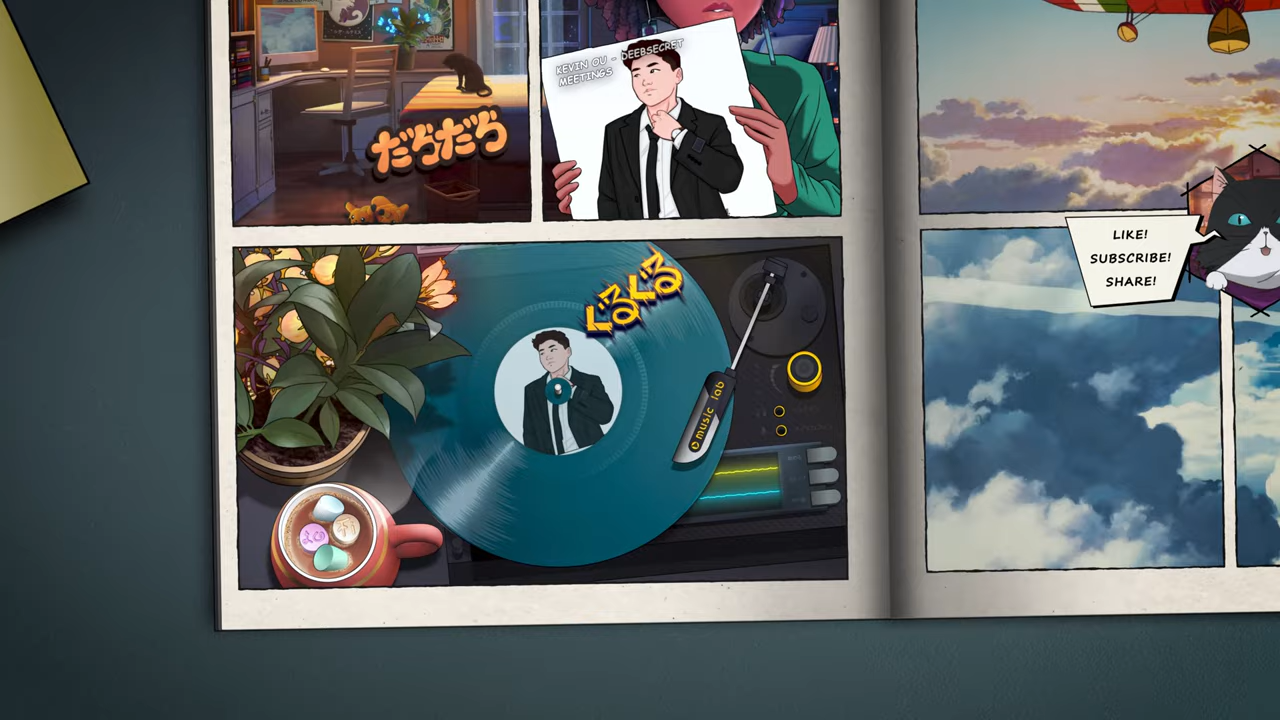 だらだら
KEVIN OU - DEEBSECRET
MEETINGS
ぐるぐる
music lab
LIKE!
SUBSCRIBE!
SHARE!